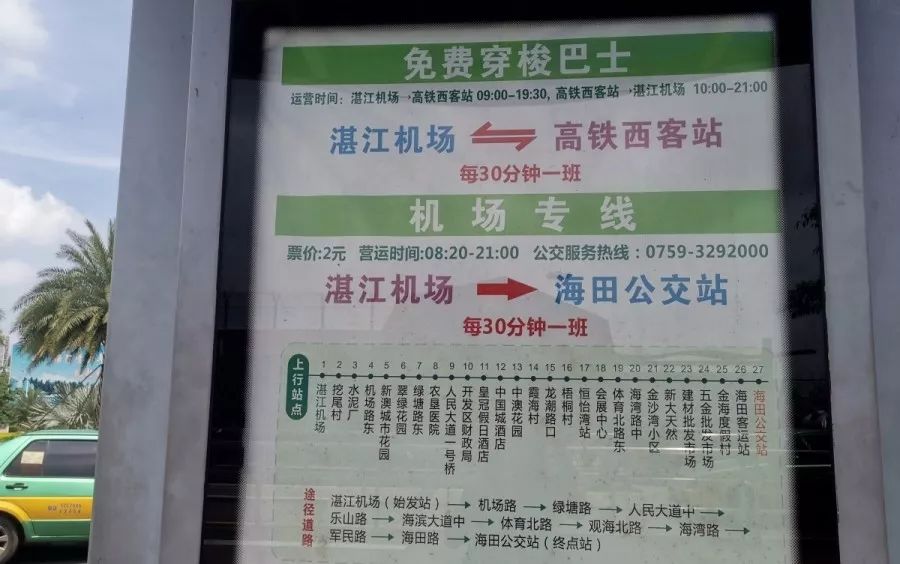 免费穿梭巴士
运营时间：湛江机场→高铁西客站 09:00-19:30, 高铁西客站→湛江机场 10:00-21:00
湛江机场 高铁西客站
每30分钟一班
机场专线
票价:2元 营运时间:08:20-21:00 公交服务热线：0759-3292000
湛江机场 海田公交站
每30分钟一班
上行站点
1 湛江机场
2 挖尾村
3 水泥厂
4 机场路东
5 新澳城市花园
6 翠绿花园
7 绿塘路东
8 农垦医院
9 人民大道一号桥
10 开发区财政局
11 皇冠假日酒店
12 中国城酒店
13 中澳花园
14 霞海村
15 龙潮路口
16 梧桐村
17 恒怡湾站
18 会展中心
19 体育北路东
20 海湾路中
21 金沙湾小区
22 新大天然
23 建材批发市场
24 五金批发市场
25 金海度假村
26 海田客运站
27 海田公交站
途径道路
湛江机场（始发站）→ 机场路 → 绿塘路 → 人民大道中 →
乐山路 → 海滨大道中 → 体育北路 → 观海北路 → 海湾路 →
军民路 → 海田路 → 海田公交站（终点站）